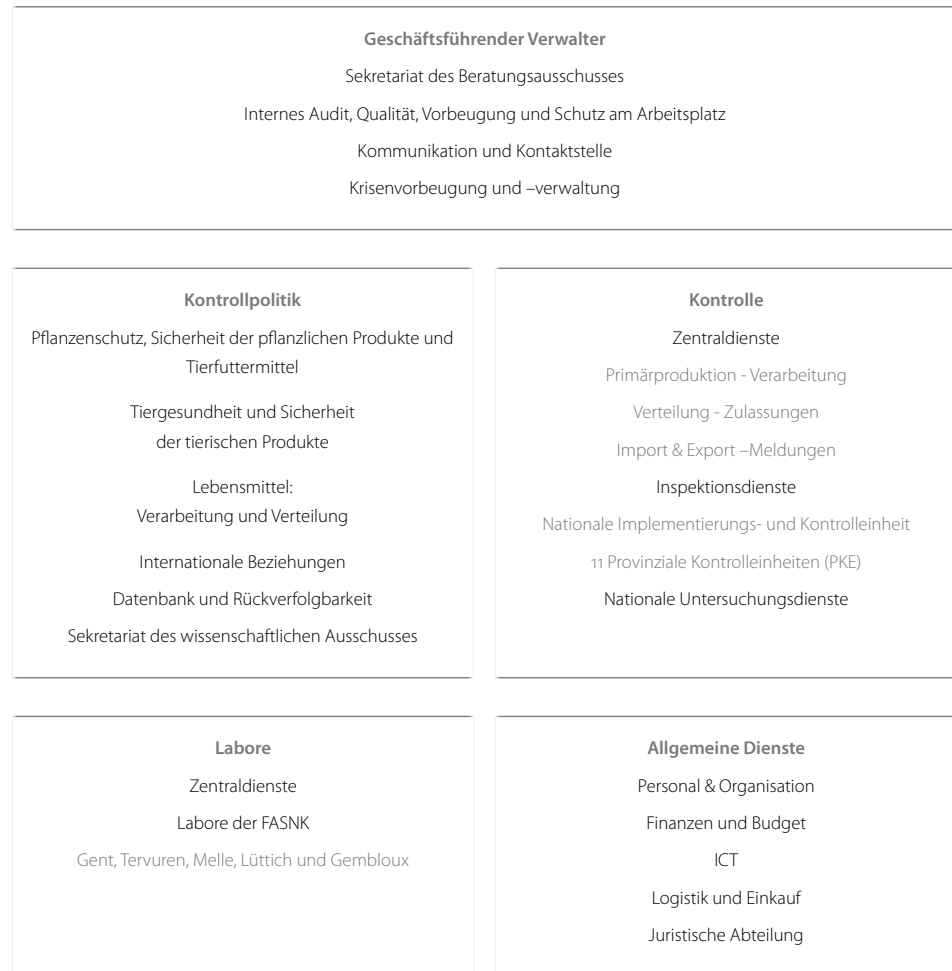 Geschäftsführender Verwalter
Sekretariat des Beratungsausschusses
Internes Audit, Qualität, Vorbeugung und Schutz am Arbeitsplatz
Kommunikation und Kontaktstelle
Krisenvorbeugung und –verwaltung
Kontrollpolitik
Pflanzenschutz, Sicherheit der pflanzlichen Produkte und
Tierfuttermittel
Tiergesundheit und Sicherheit
der tierischen Produkte
Lebensmittel:
Verarbeitung und Verteilung
Internationale Beziehungen
Datenbank und Rückverfolgbarkeit
Sekretariat des wissenschaftlichen Ausschusses
Kontrolle
Zentraldienste
Primärproduktion - Verarbeitung
Verteilung - Zulassungen
Import & Export –Meldungen
Inspektionsdienste
Nationale Implementierungs- und Kontrolleinheit
11 Provinziale Kontrolleinheiten (PKE)
Nationale Untersuchungsdienste
Labore
Zentraldienste
Labore der FASNK
Gent, Tervuren, Melle, Lüttich und Gembloux
Allgemeine Dienste
Personal & Organisation
Finanzen und Budget
ICT
Logistik und Einkauf
Juristische Abteilung